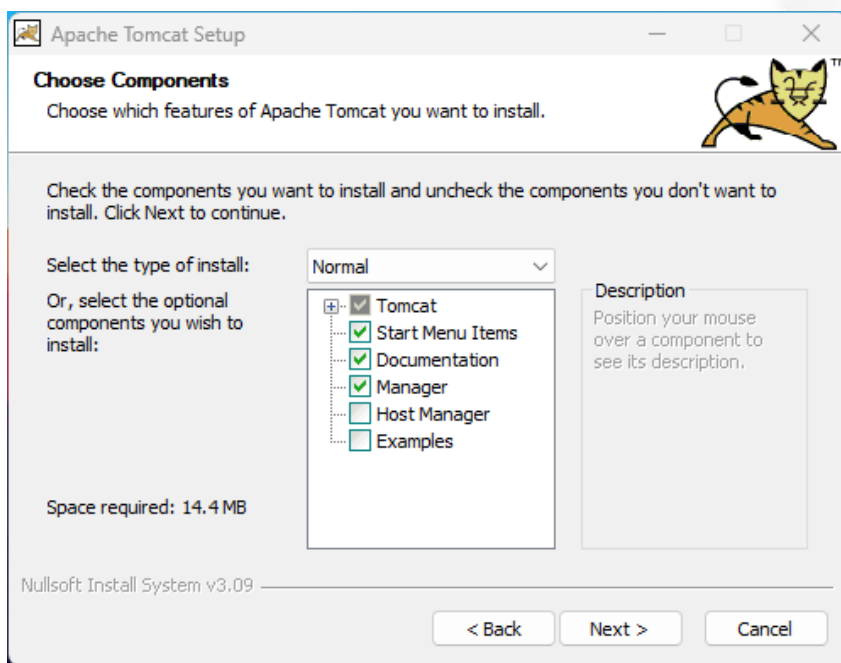 Apache Tomcat Setup
Choose Components
Choose which features of Apache Tomcat you want to install.
TM
Check the components you want to install and uncheck the components you don't want to
install. Click Next to continue.
Select the type of install:
Normal
Or, select the optional
components you wish to
install:
Tomcat
Start Menu Items
Documentation
Manager
Host Manager
Examples
Description
Position your mouse
over a component to
see its description.
Space required: 14.4 MB
Nullsoft Install System v3.09
< Back
Next >
Cancel